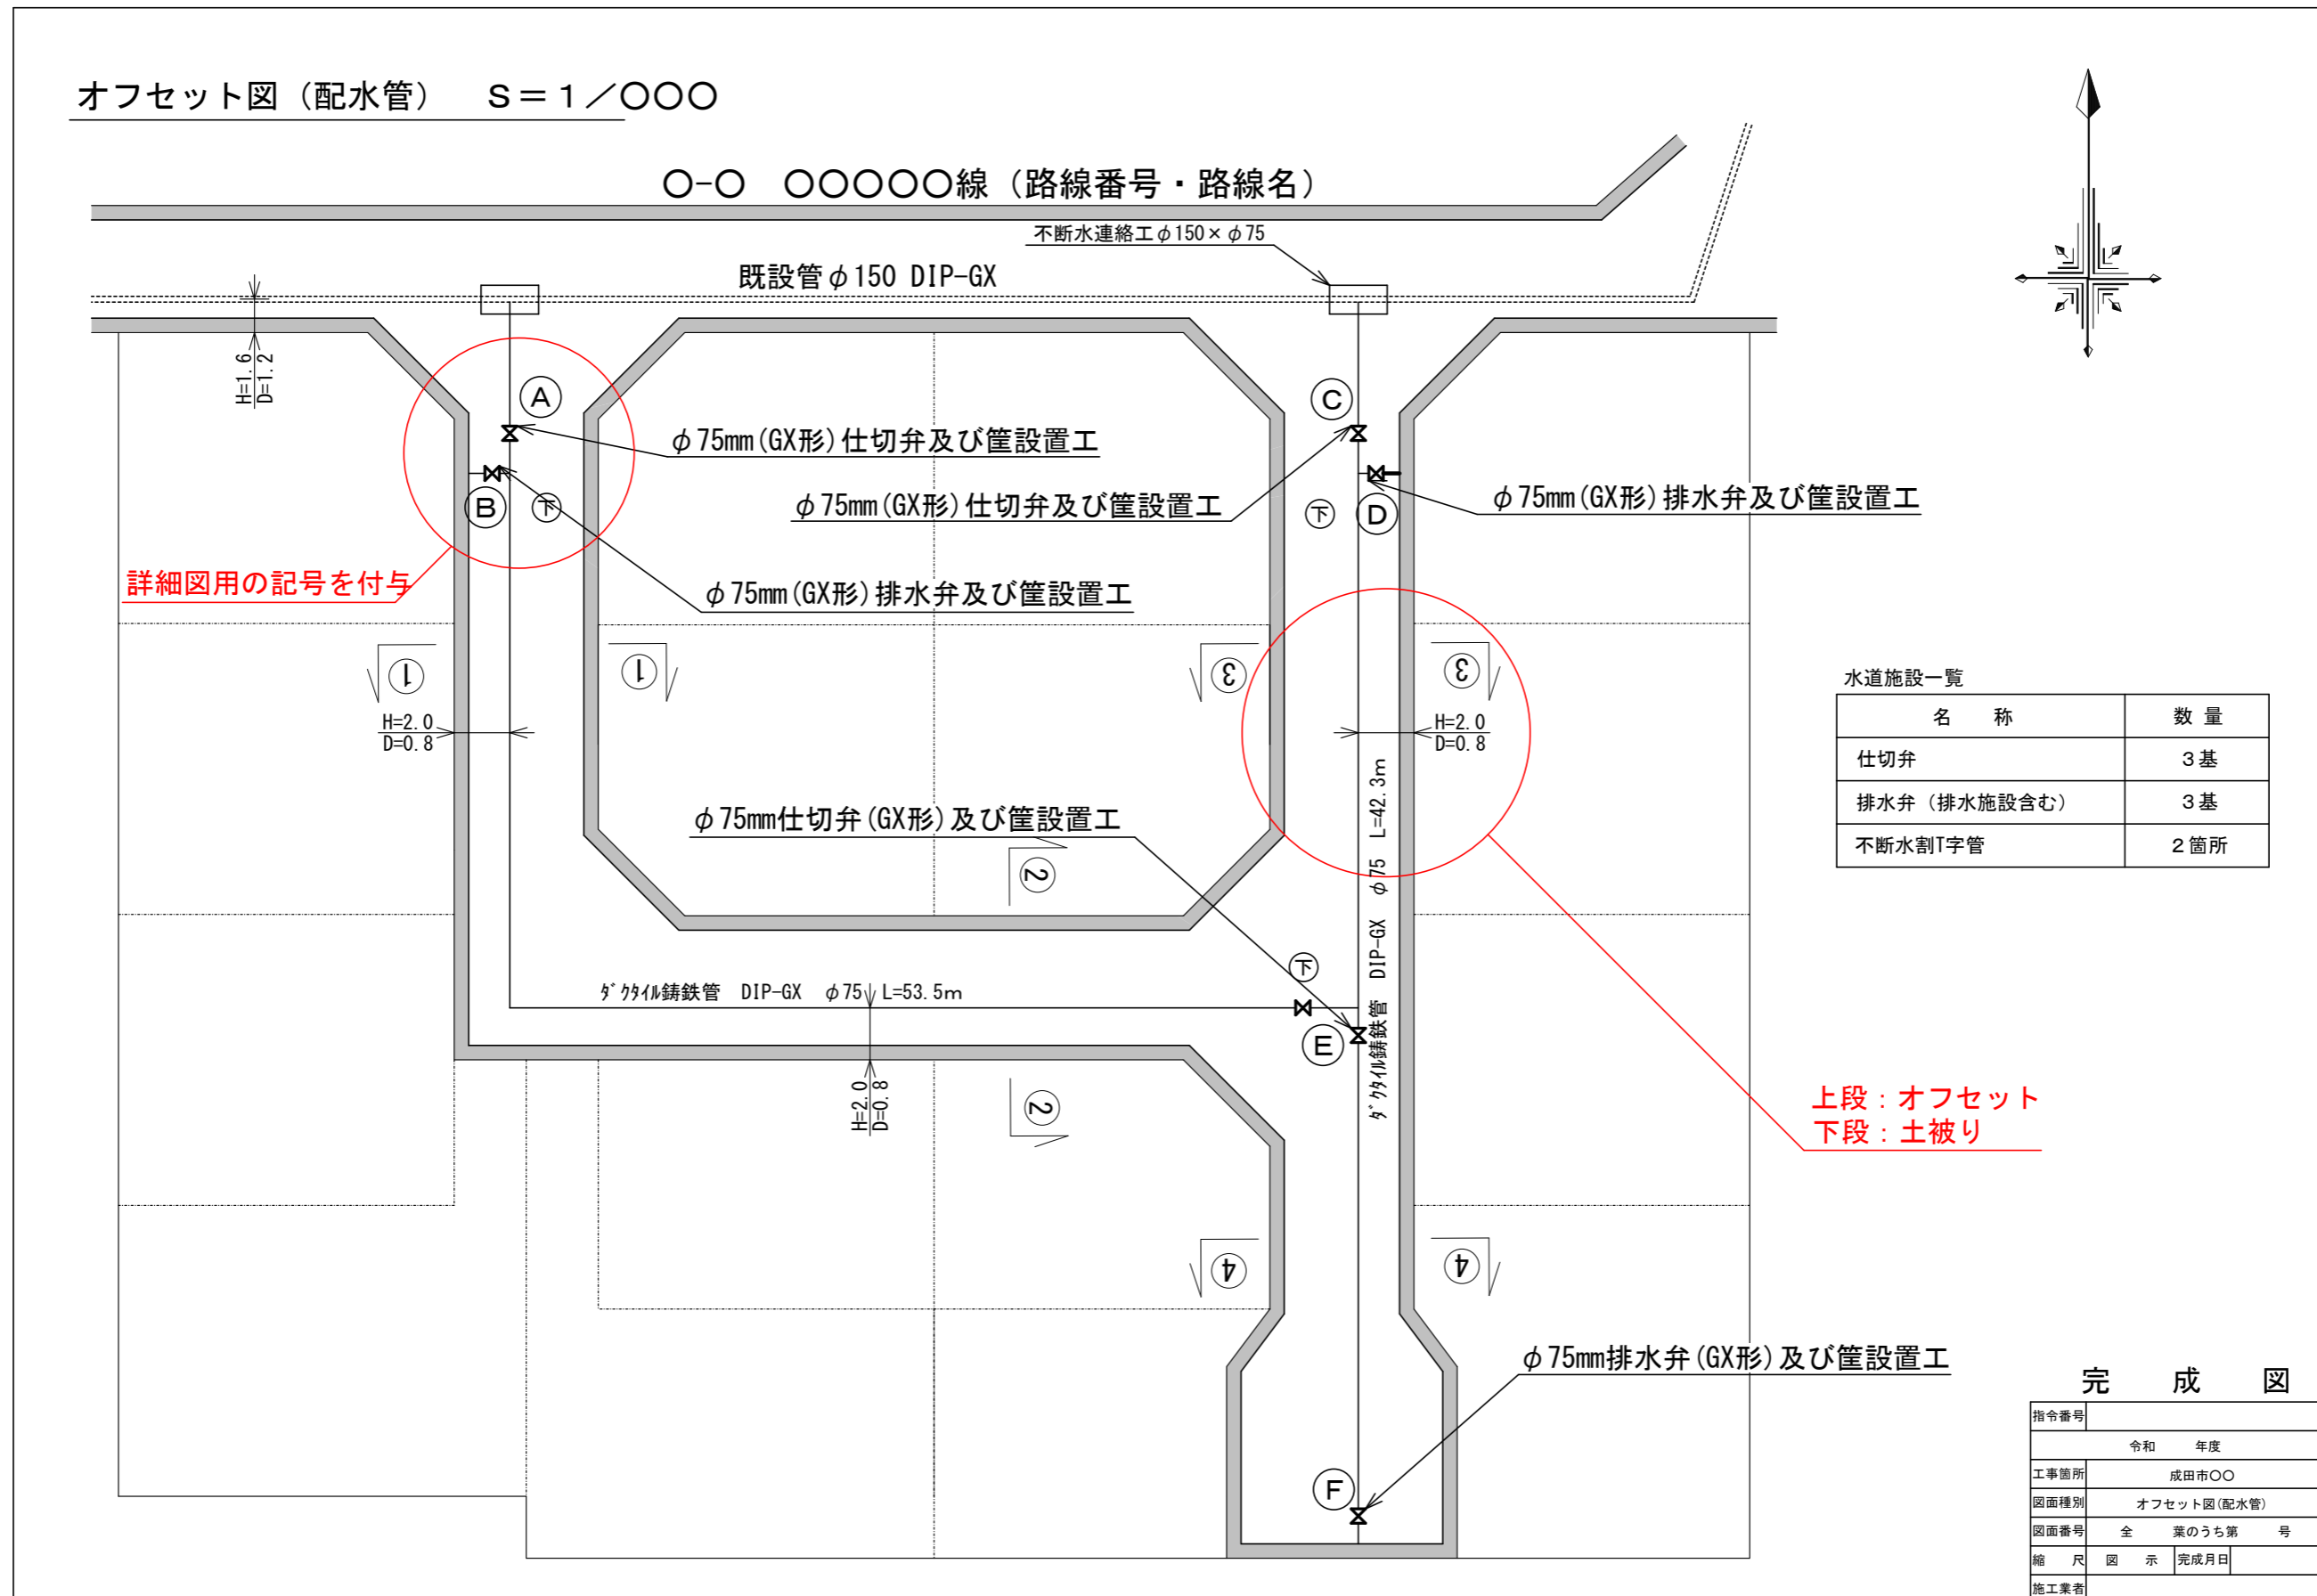 オフセット図（配水管）　S＝１／〇〇〇
〇-〇　〇〇〇〇〇線（路線番号・路線名）
不断水連絡工φ150×φ75
既設管φ150 DIP-GX
H=1.6
D=1.2
A
C
φ75mm(GX形)仕切弁及び筐設置工
B
下
φ75mm(GX形)仕切弁及び筐設置工
下
D
φ75mm(GX形)排水弁及び筐設置工
詳細図用の記号を付与
φ75mm(GX形)排水弁及び筐設置工
①
①
③
③
H=2.0
D=0.8
H=2.0
D=0.8
水道施設一覧
名　称　数量
仕切弁　３基
排水弁（排水施設含む）　３基
不断水割T字管　２箇所
φ75mm仕切弁(GX形)及び筐設置工
②
ﾀﾞｸﾀｲﾙ鋳鉄管　DIP-GX　φ75　L=42.3m
下
ﾀﾞｸﾀｲﾙ鋳鉄管　DIP-GX　φ75　L=53.5m
E
H=2.0
D=0.8
②
上段：オフセット
下段：土被り
④
④
φ75mm排水弁(GX形)及び筐設置工
F
完　成　図
指令番号
令和　年度
工事箇所　成田市〇〇
図面種別　オフセット図(配水管)
図面番号　全　葉のうち第　号
縮　尺　図　示　完成月日
施工業者